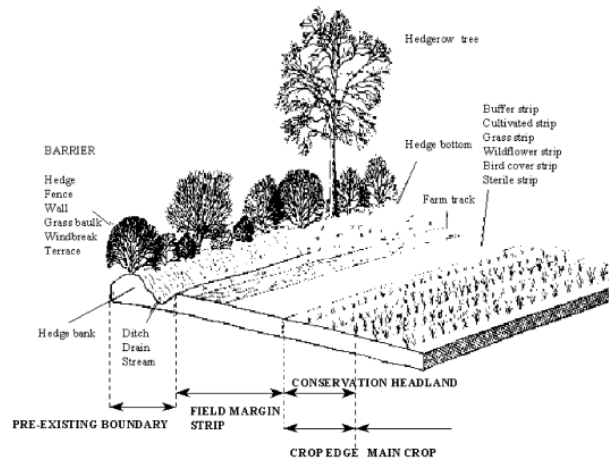 Hedgerow tree
Buffer strip
Cultivated strip
Grass strip
Wildflower strip
Bird cover strip
Sterile strip
BARRIER
Hedge bottom
Hedge
Fence
Wall
Grass baulk
Windbreak
Terrace
Farm track
Hedge bank
Ditch
Drain
Stream
CONSERVATION HEADLAND
PRE-EXISTING BOUNDARY
FIELD MARGIN
STRIP
CROP EDGE
MAIN CROP